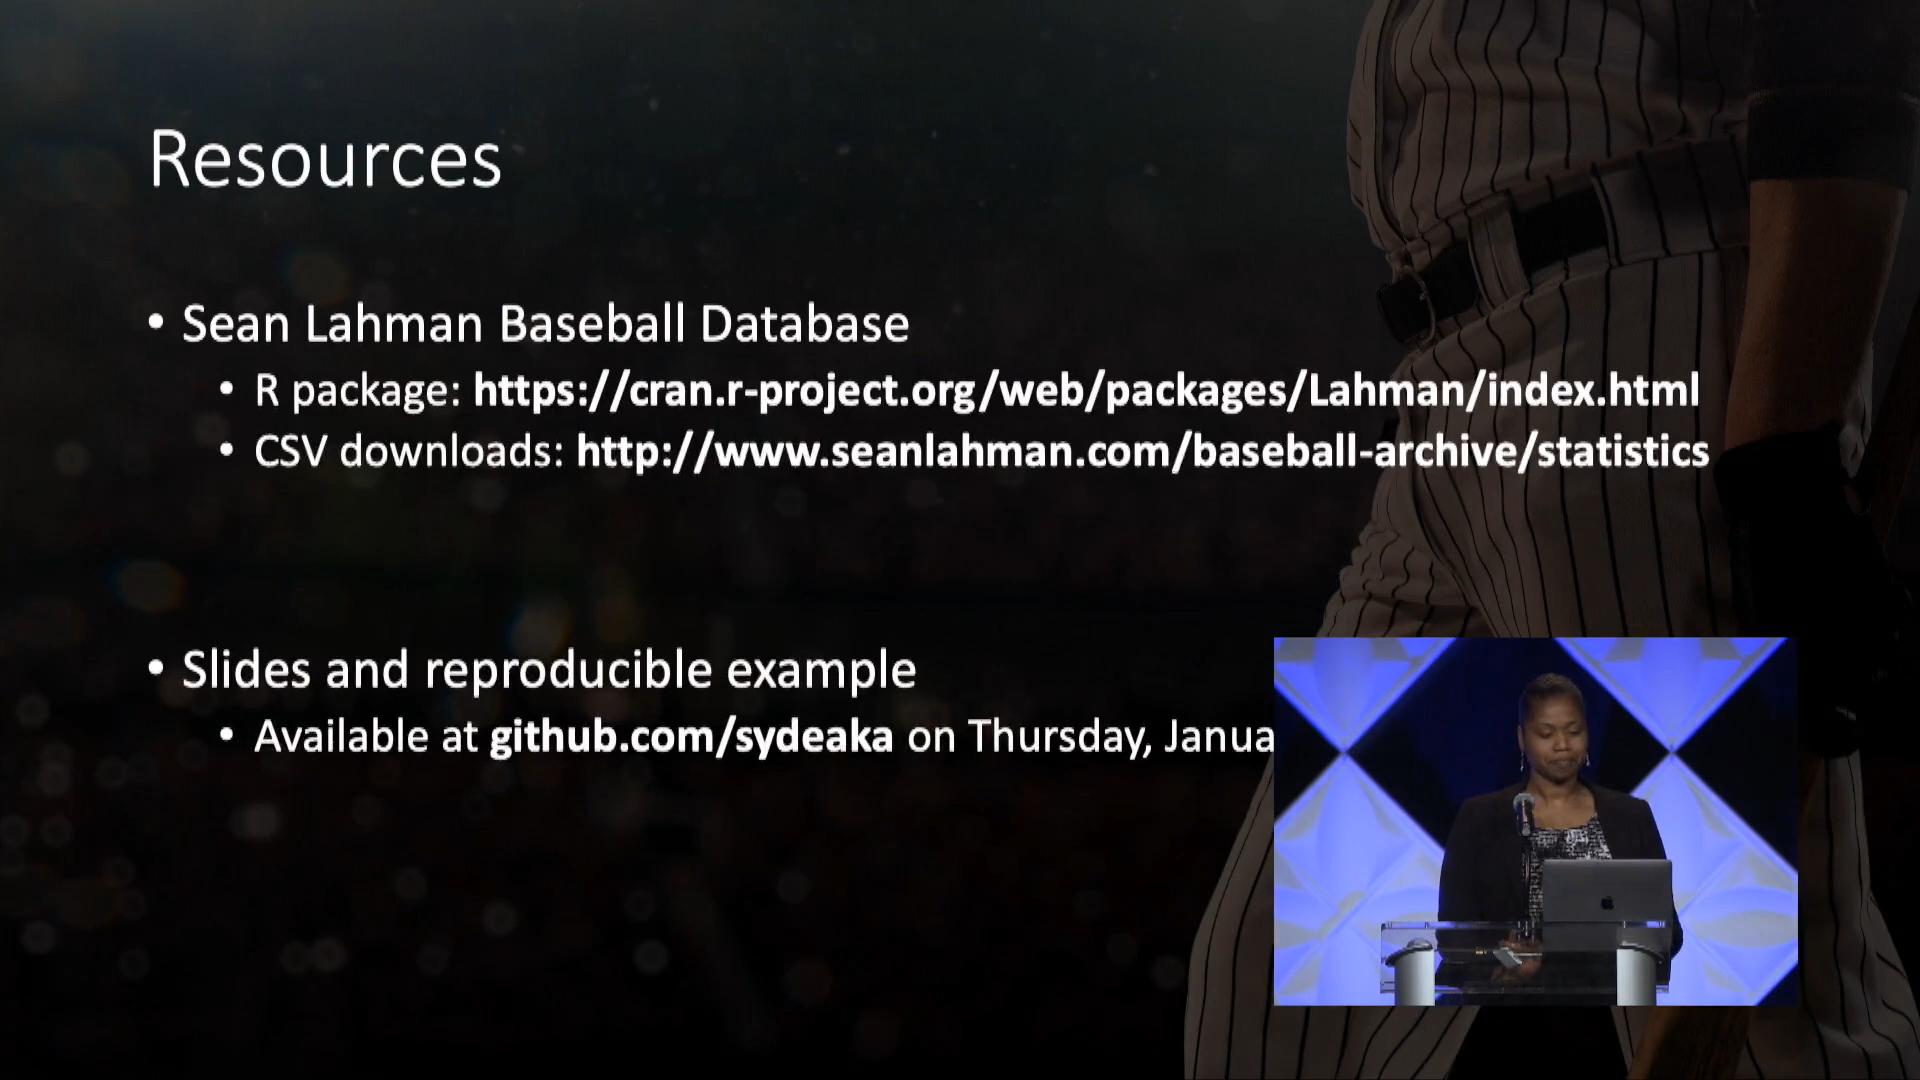 Resources
• Sean Lahman Baseball Database
• R package: https://cran.r-project.org/web/packages/Lahman/index.html
• CSV downloads: http://www.seanlahman.com/baseball-archive/statistics
• Slides and reproducible example
• Available at github.com/sydeaka on Thursday, Janua